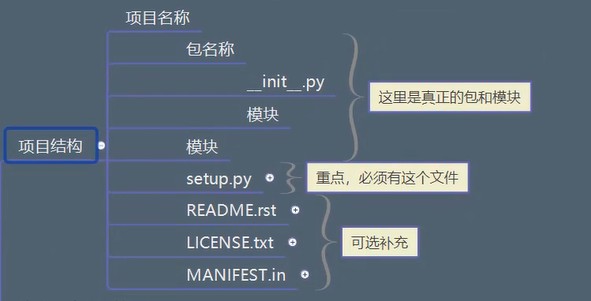 项目名称
包名称
__init__.py
这里是真正的包和模块
模块
项目结构
模块
setup.py
重点，必须有这个文件
README.rst
LICENSE.txt
可选补充
MANIFEST.in